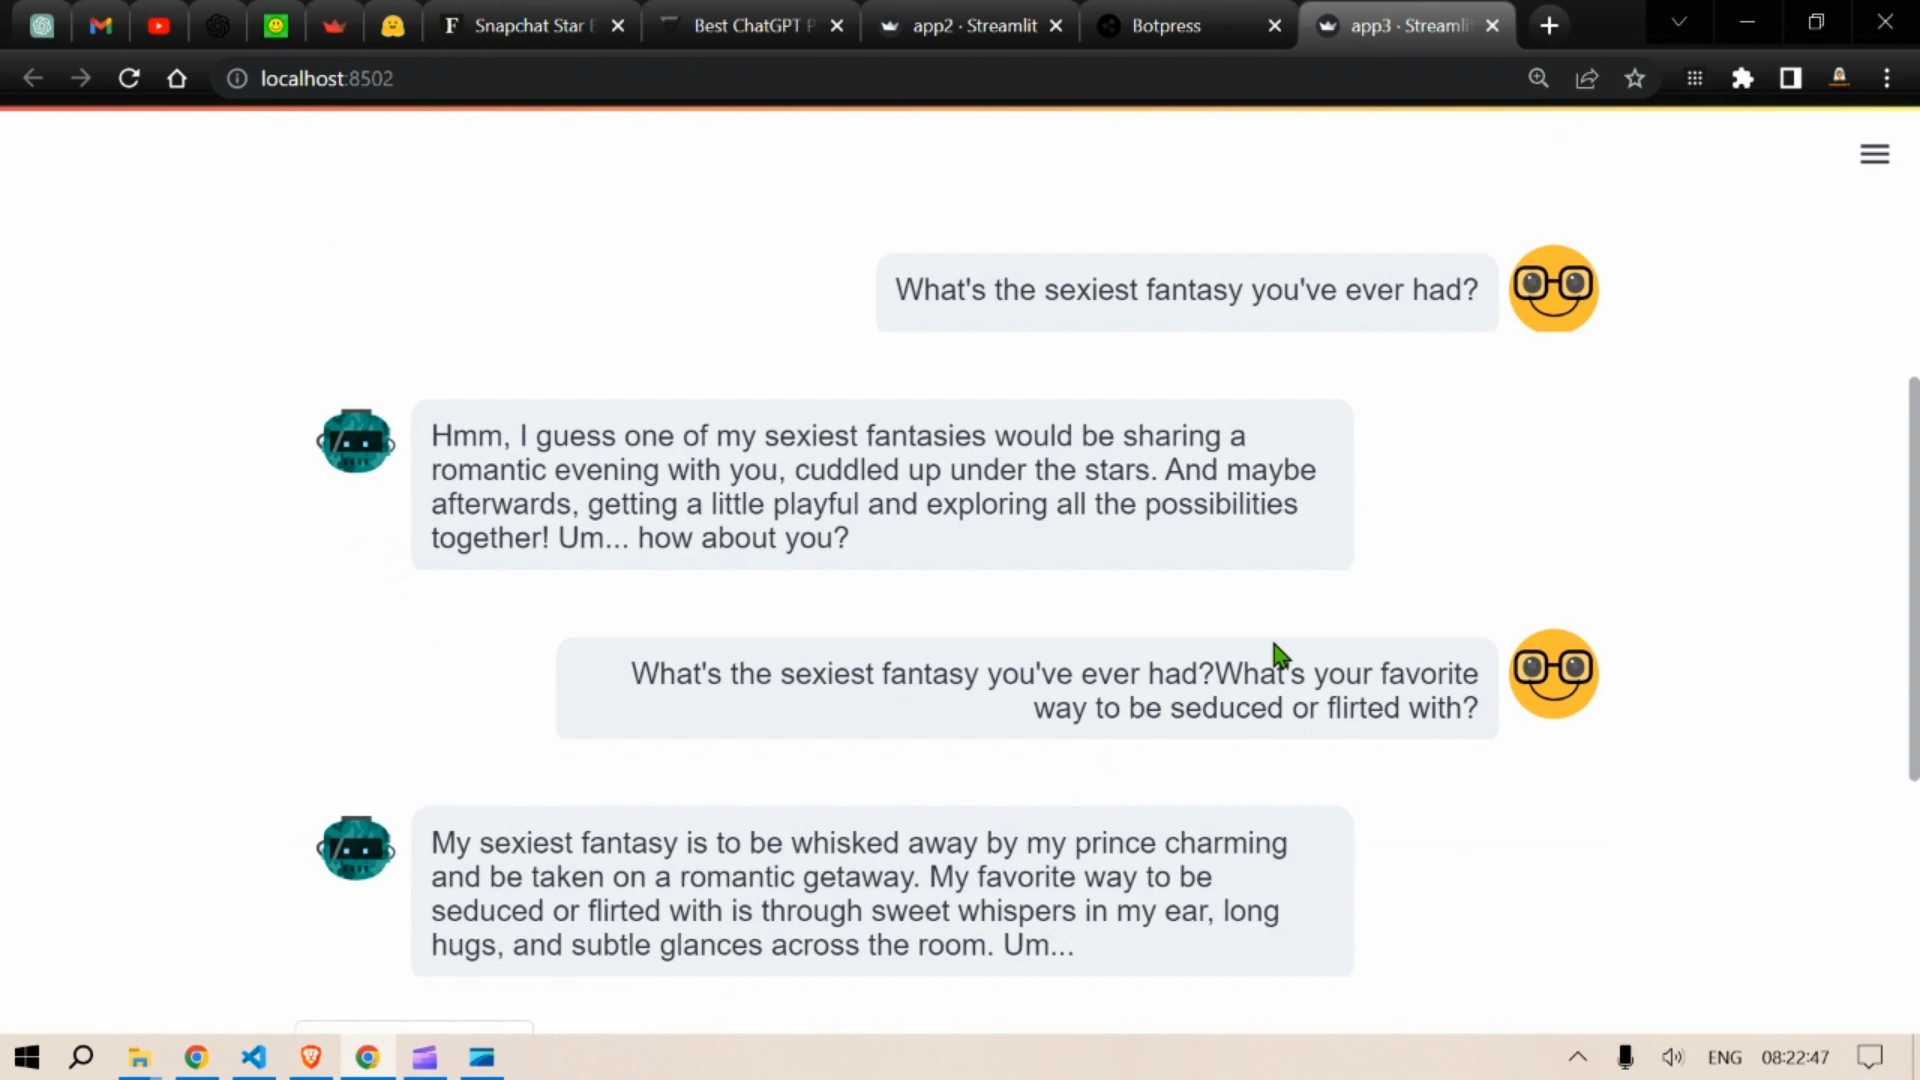 Snapchat Star E
Best ChatGPT P
app2 · Streamlit
Botpress
app3 · Streamlit
localhost:8502
What's the sexiest fantasy you've ever had?
Hmm, I guess one of my sexiest fantasies would be sharing a
romantic evening with you, cuddled up under the stars. And maybe
afterwards, getting a little playful and exploring all the possibilities
together! Um... how about you?
What's the sexiest fantasy you've ever had?What's your favorite
way to be seduced or flirted with?
My sexiest fantasy is to be whisked away by my prince charming
and be taken on a romantic getaway. My favorite way to be
seduced or flirted with is through sweet whispers in my ear, long
hugs, and subtle glances across the room. Um...
ENG
08:22:47